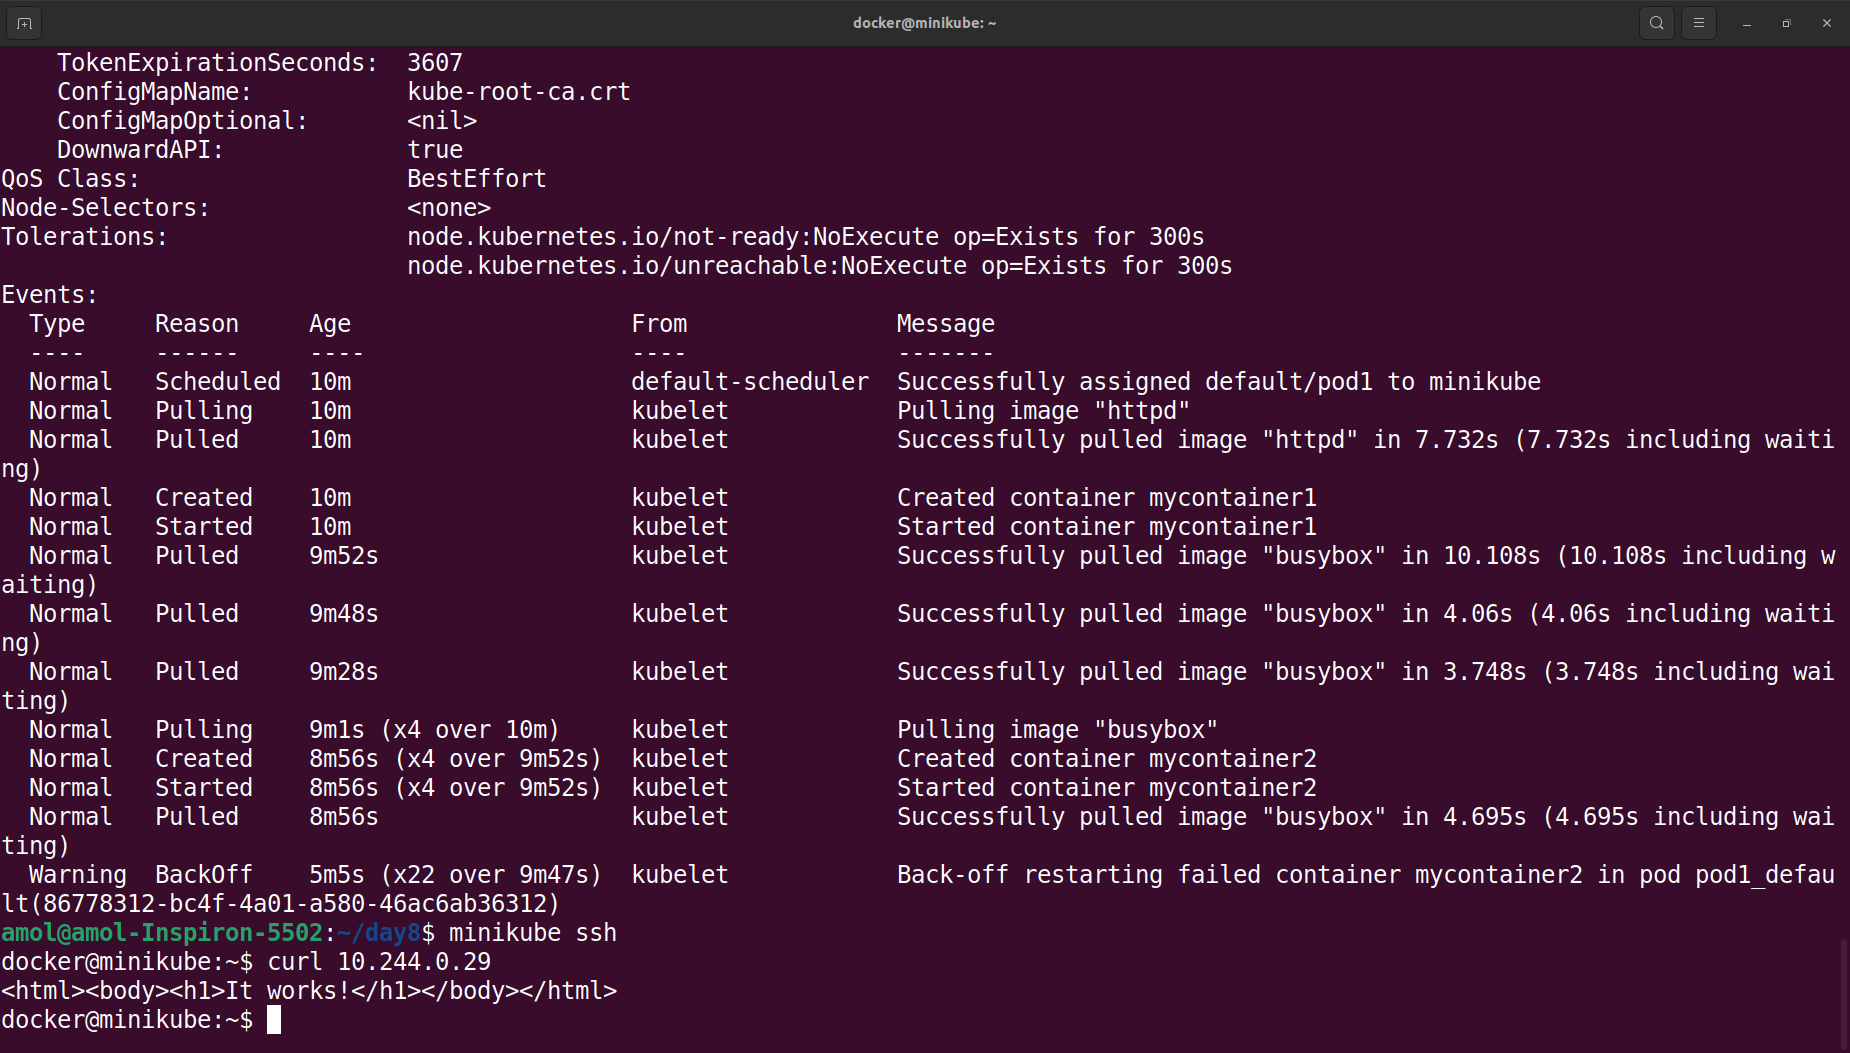 docker@minikube: ~
    TokenExpirationSeconds:  3607
    ConfigMapName:           kube-root-ca.crt
    ConfigMapOptional:       <nil>
    DownwardAPI:             true
QoS Class:                   BestEffort
Node-Selectors:              <none>
Tolerations:                 node.kubernetes.io/not-ready:NoExecute op=Exists for 300s
                             node.kubernetes.io/unreachable:NoExecute op=Exists for 300s
Events:
  Type     Reason     Age                    From               Message
  ----     ------     ----                   ----               -------
  Normal   Scheduled  10m                    default-scheduler  Successfully assigned default/pod1 to minikube
  Normal   Pulling    10m                    kubelet            Pulling image "httpd"
  Normal   Pulled     10m                    kubelet            Successfully pulled image "httpd" in 7.732s (7.732s including waiti
ng)
  Normal   Created    10m                    kubelet            Created container mycontainer1
  Normal   Started    10m                    kubelet            Started container mycontainer1
  Normal   Pulled     9m52s                  kubelet            Successfully pulled image "busybox" in 10.108s (10.108s including w
aiting)
  Normal   Pulled     9m48s                  kubelet            Successfully pulled image "busybox" in 4.06s (4.06s including waiti
ng)
  Normal   Pulled     9m28s                  kubelet            Successfully pulled image "busybox" in 3.748s (3.748s including wai
ting)
  Normal   Pulling    9m1s (x4 over 10m)     kubelet            Pulling image "busybox"
  Normal   Created    8m56s (x4 over 9m52s)  kubelet            Created container mycontainer2
  Normal   Started    8m56s (x4 over 9m52s)  kubelet            Started container mycontainer2
  Normal   Pulled     8m56s                  kubelet            Successfully pulled image "busybox" in 4.695s (4.695s including wai
ting)
  Warning  BackOff    5m5s (x22 over 9m47s)  kubelet            Back-off restarting failed container mycontainer2 in pod pod1_defau
lt(86778312-bc4f-4a01-a580-46ac6ab36312)
amol@amol-Inspiron-5502:~/day8$ minikube ssh
docker@minikube:~$ curl 10.244.0.29
<html><body><h1>It works!</h1></body></html>
docker@minikube:~$